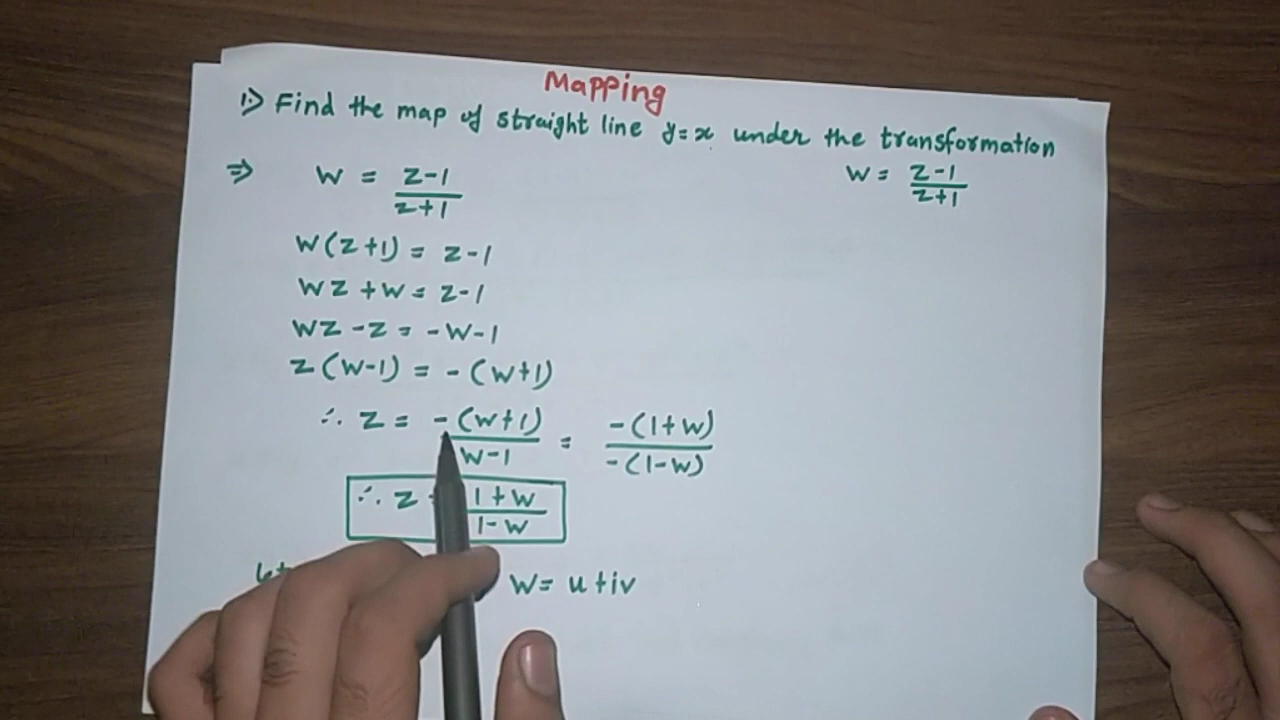 Mapping
1.> Find the map of straight line y=x under the transformation
w = z-1/z+1
=> w = z-1/z+1
w(z+1) = z-1
wz+w = z-1
wz-z = -w-1
z(w-1) = -(w+1)
∴ z = -(w+1)/w-1 = -(1+w)/-(1-w)
∴ z 1+w/1-w
w= u+iv